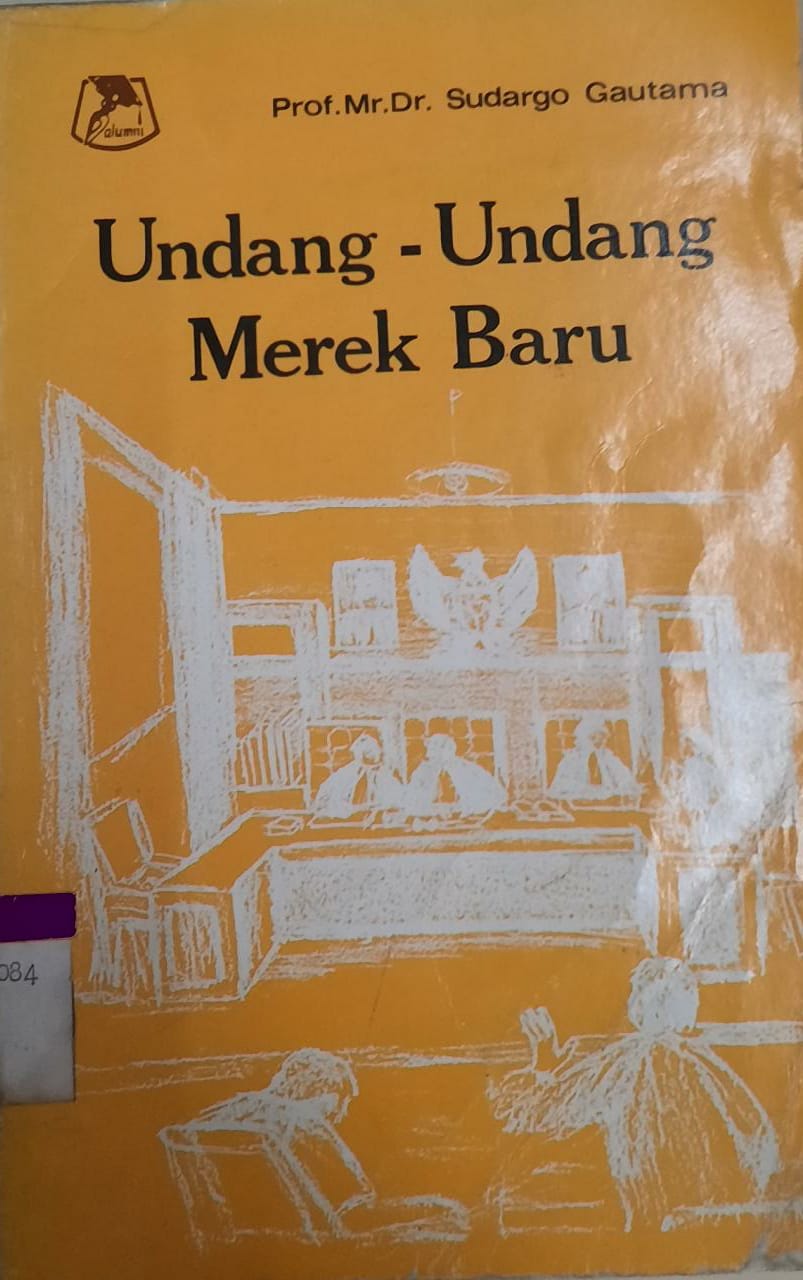 alumni
Prof.Mr.Dr. Sudargo Gautama
Undang - Undang
Merek Baru
084